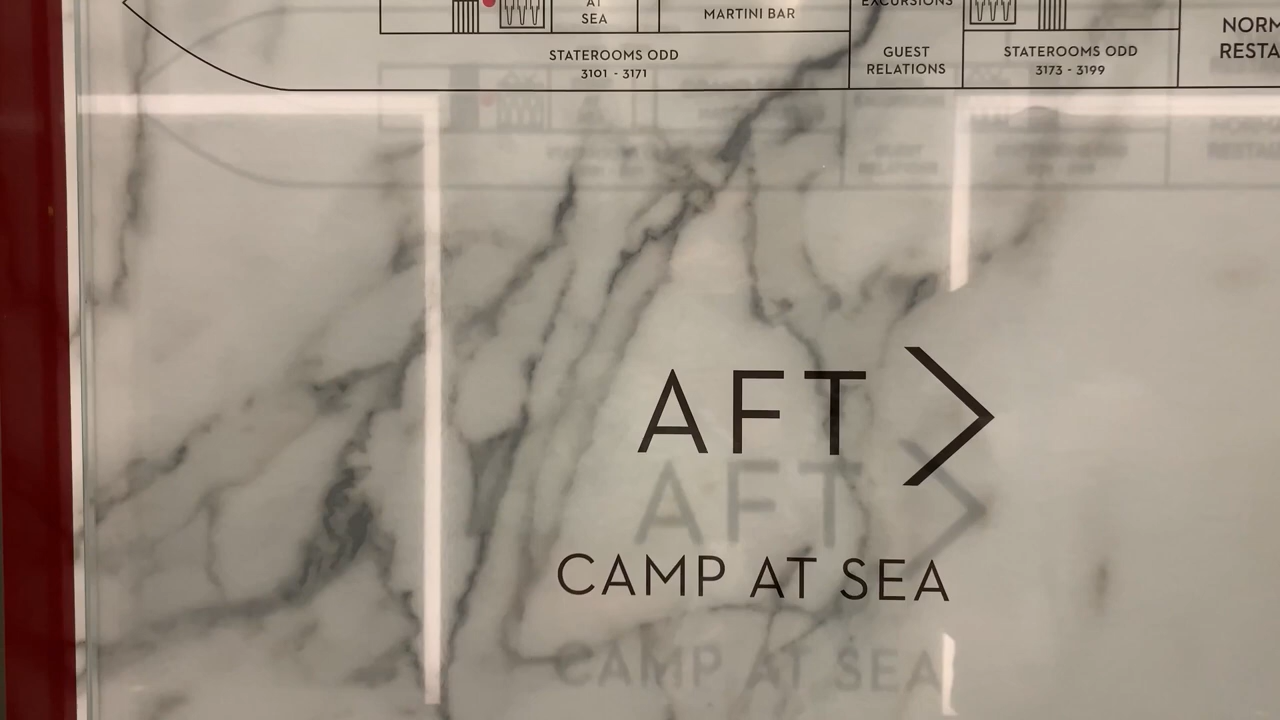 AT
SEA
MARTINI BAR
EXCURSIONS
STATEROOMS ODD
3101 - 3171
GUEST
RELATIONS
STATEROOMS ODD
3173 - 3199
AFT
CAMP AT SEA